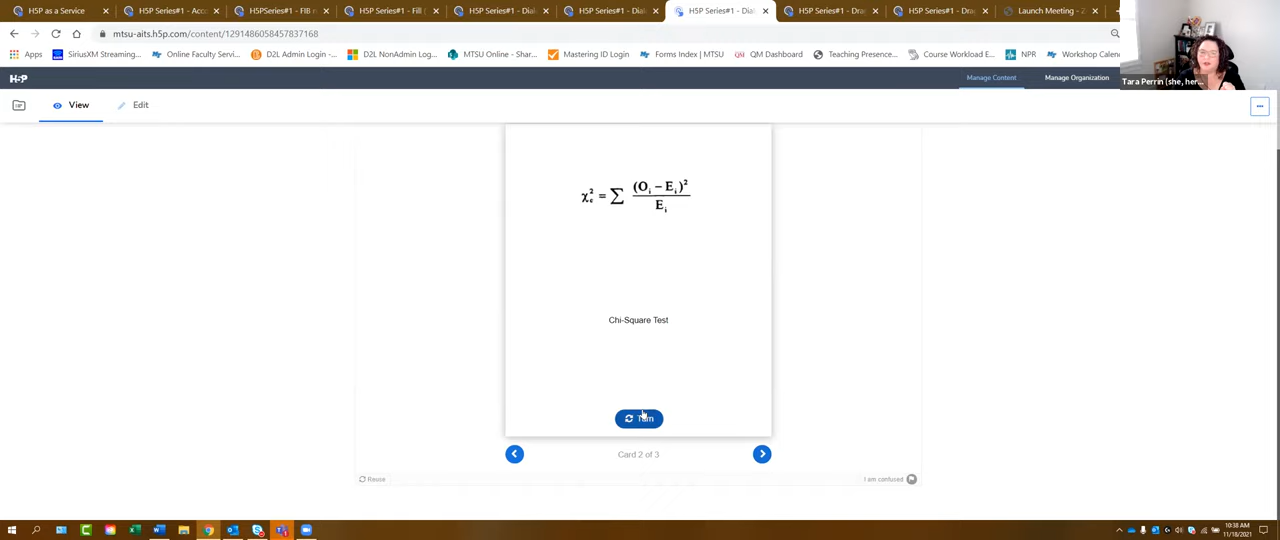 H5P as a Service
H5P Series#1 - Acc
H5PSeries#1 - FIB n
H5P Series#1 - Fill (
H5P Series#1 - Dial
H5P Series#1 - Dial
H5P Series#1 - Dial
H5P Series#1 - Drag
H5P Series#1 - Drag
Launch Meeting - Z
mtsu-aits.h5p.com/content/1291486058457837168
Apps
SiriusXM Streaming...
Online Faculty Servi...
D2L Admin Login -...
D2L NonAdmin Log...
MTSU Online - Shar...
Mastering ID Login
Forms Index | MTSU
QM Dashboard
Teaching Presence...
Course Workload E...
NPR
Workshop Calen
Tara Perrin (she, her...
H5P
Manage Content
Manage Organization
View
Edit
χ²c = ∑ (Oi − Ei)² / Ei
Chi-Square Test
Turn
Card 2 of 3
Reuse
I am confused
10:38 AM
11/18/2021